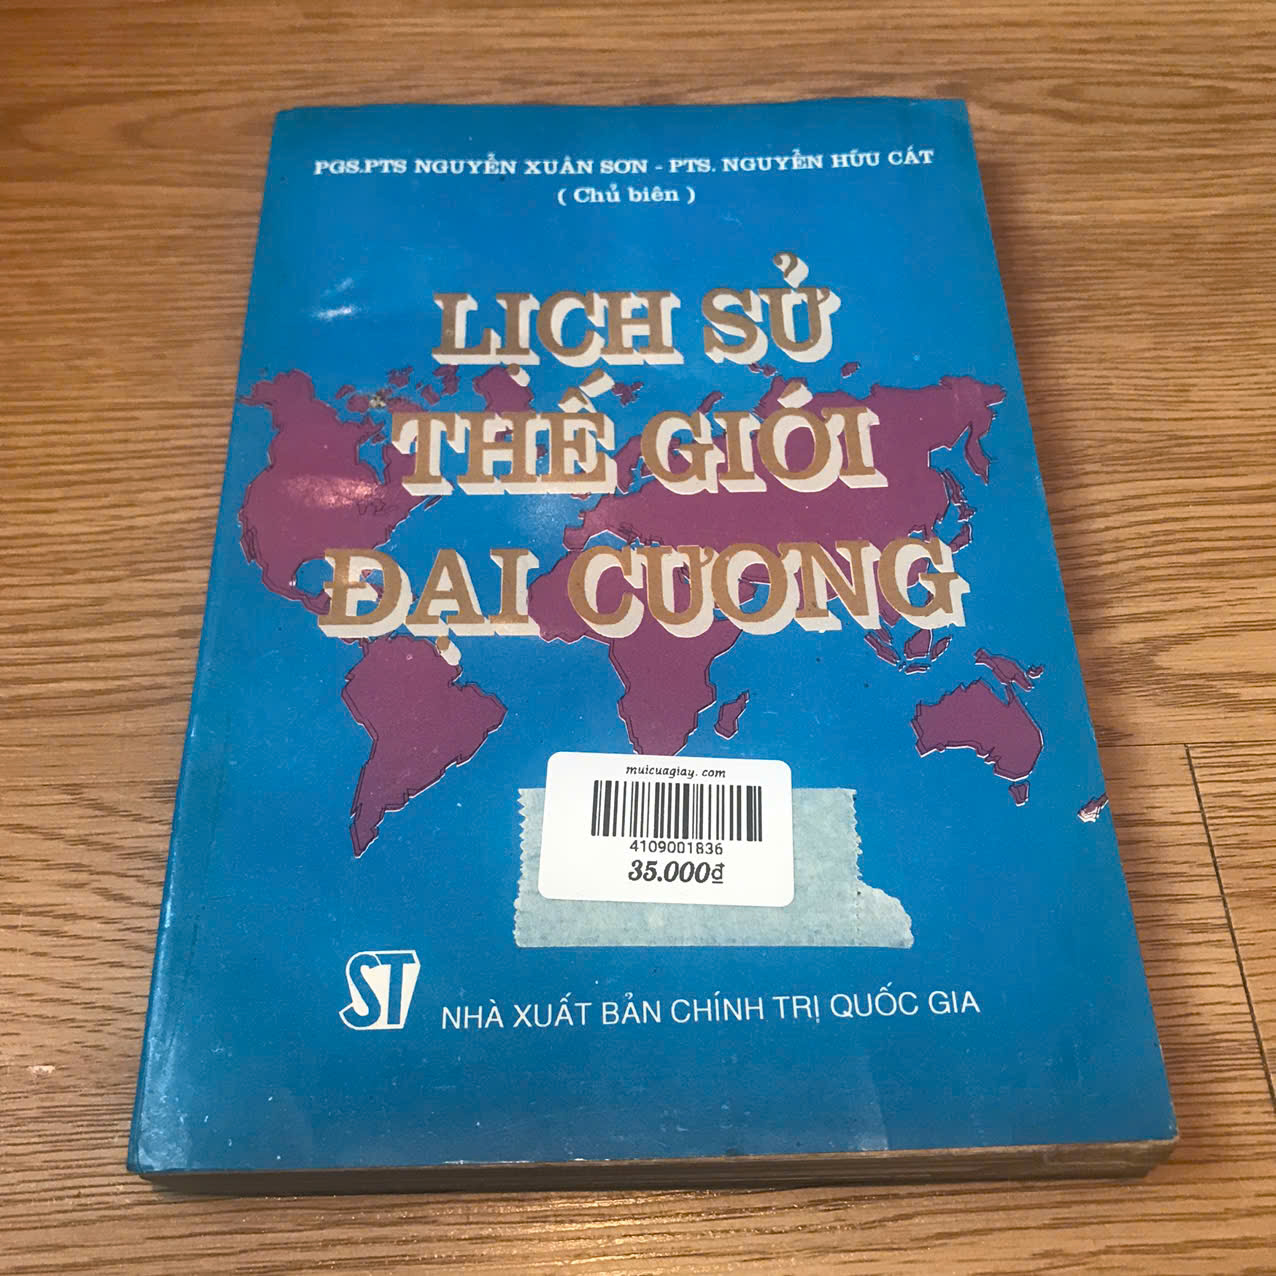 PGS.PTS NGUYỄN XUÂN SƠN - PTS. NGUYỄN HỮU CÁT
( Chủ biên )
LỊCH SỬ
THẾ GIỚI
ĐẠI CƯƠNG
muicuagiay.com
4109001836
35.000₫
ST
NHÀ XUẤT BẢN CHÍNH TRỊ QUỐC GIA